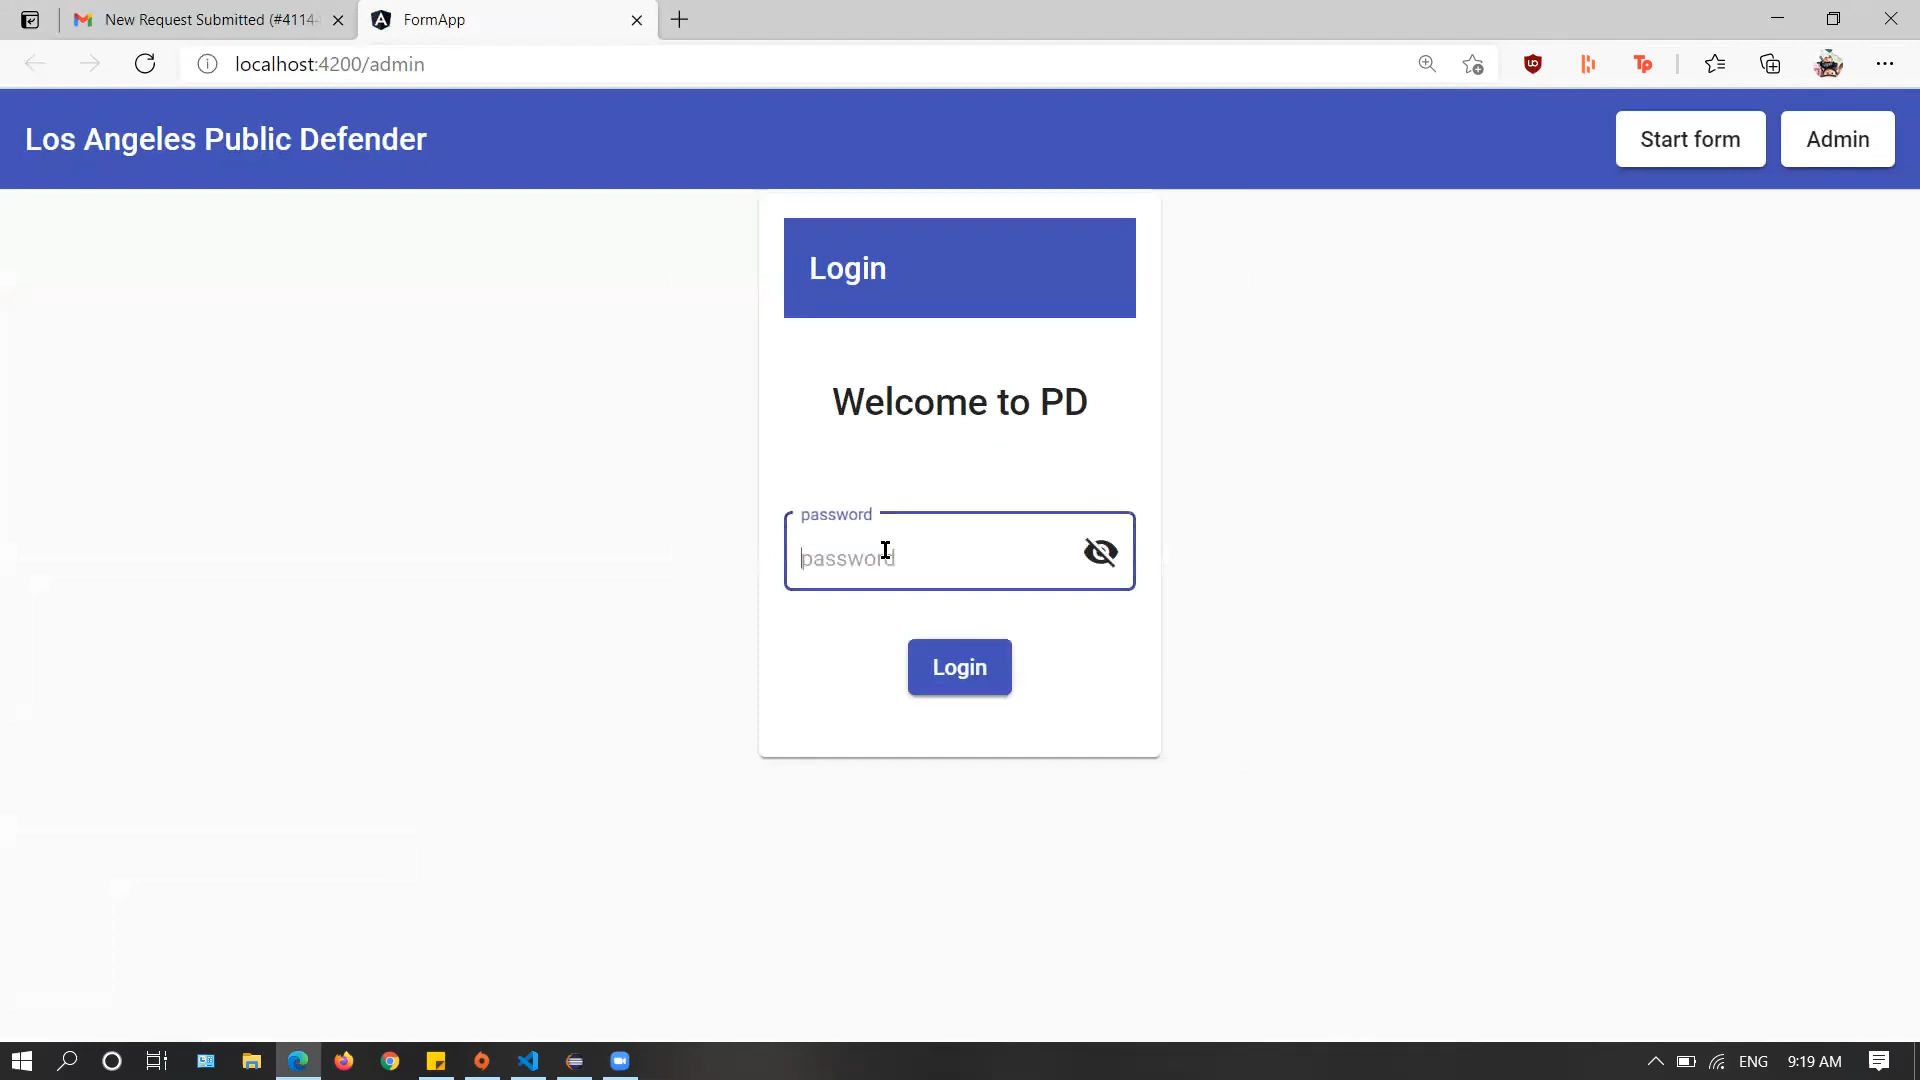 New Request Submitted (#4114
FormApp
localhost:4200/admin
Los Angeles Public Defender
Start form
Admin
Login
Welcome to PD
password
password
Login
ENG
9:19 AM